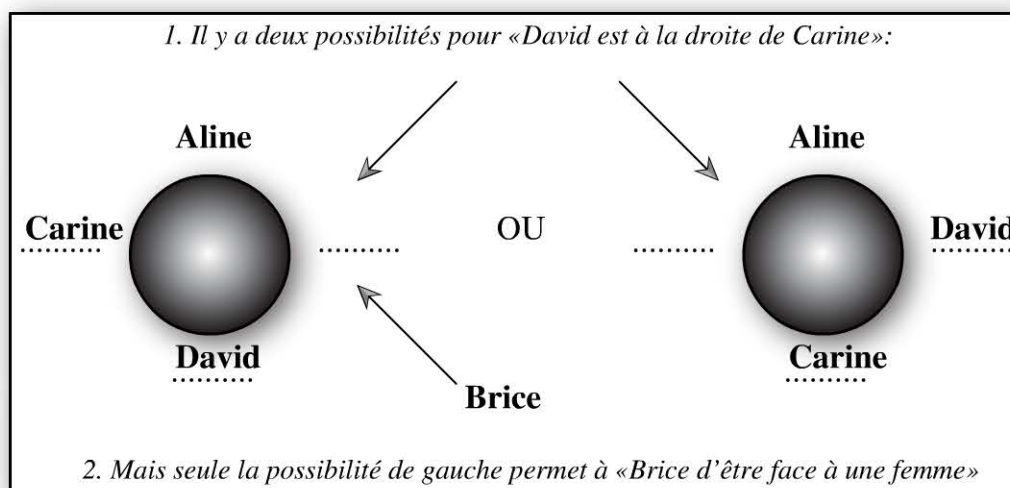 1. Il y a deux possibilités pour «David est à la droite de Carine»:
Aline
Aline
Carine
OU
David
David
Carine
Brice
2. Mais seule la possibilité de gauche permet à «Brice d'être face à une femme»